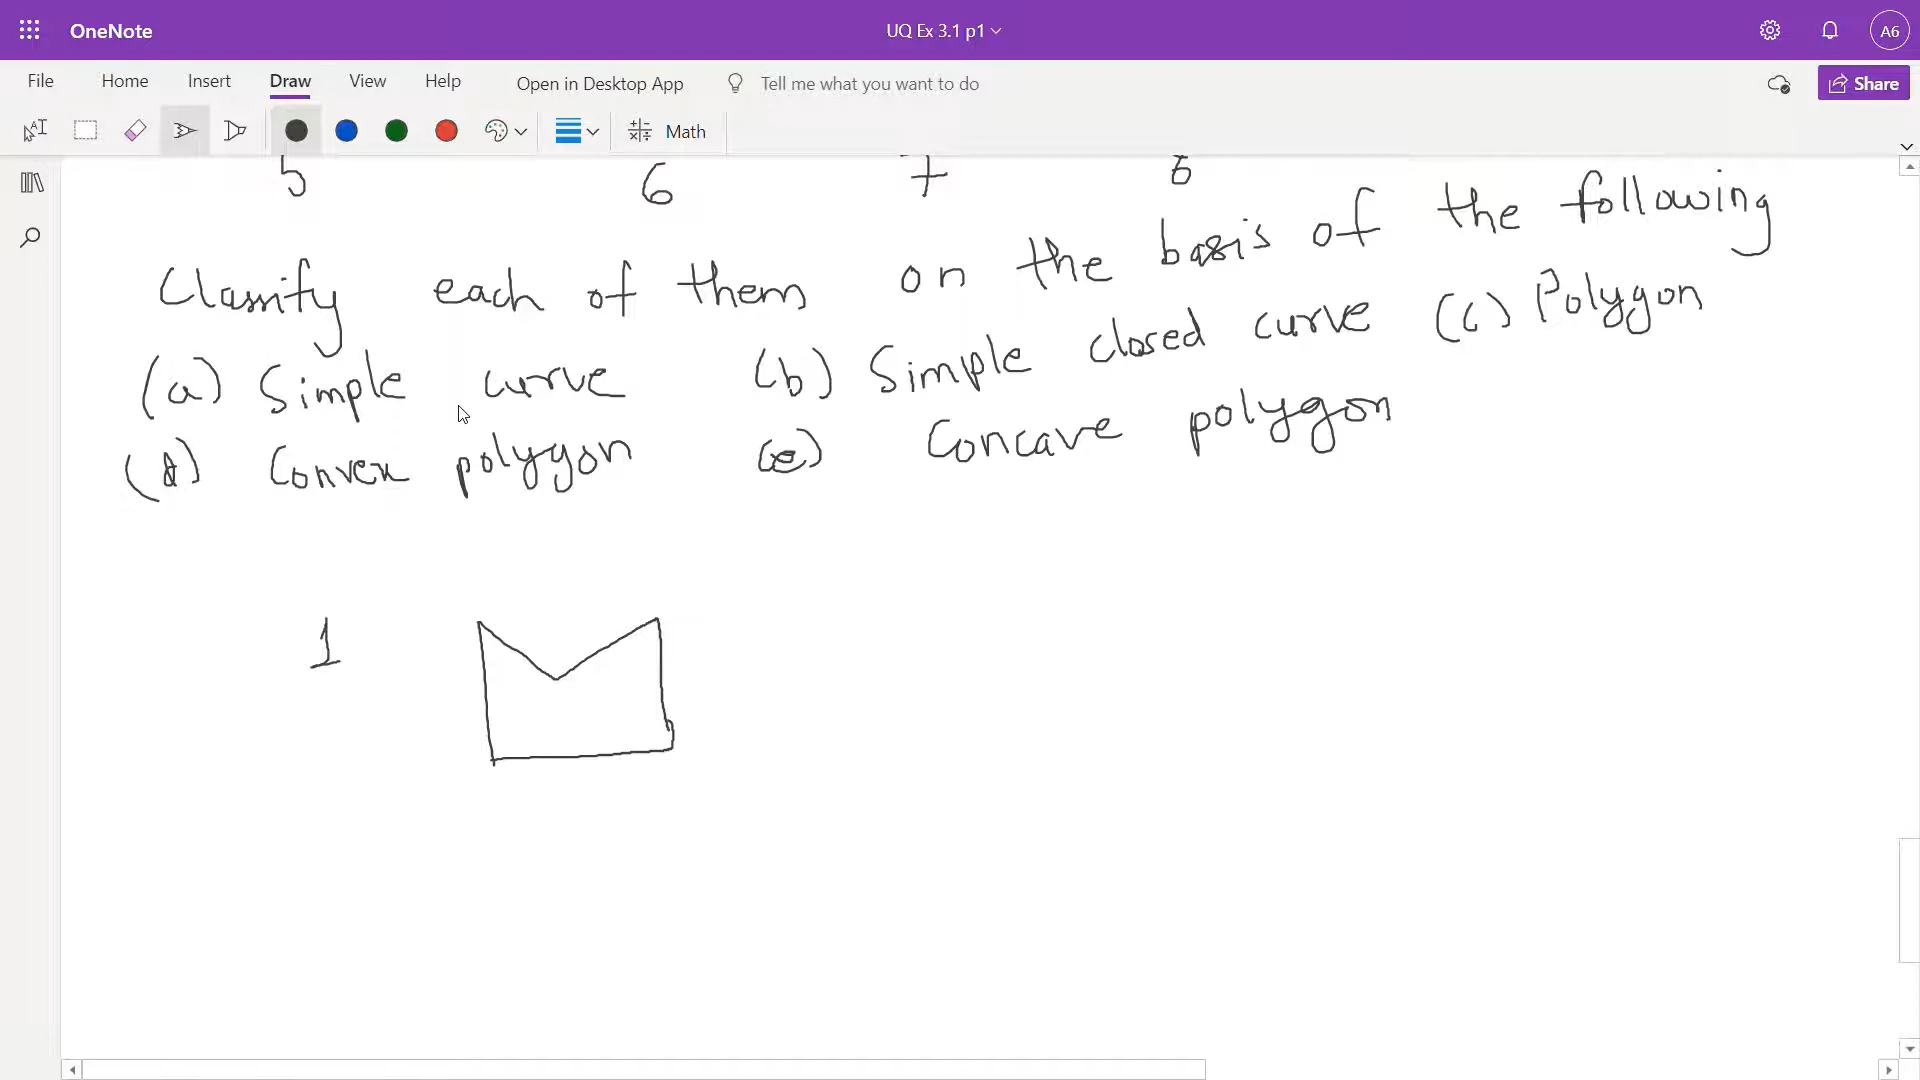 OneNote
UQ Ex 3.1 p1
A6
File Home Insert Draw View Help Open in Desktop App Tell me what you want to do
Share
Math
5 6 7 8
Classify each of them on the basis of the following
(a) Simple curve (b) Simple closed curve (c) Polygon
(d) Convex polygon (e) Concave polygon
1